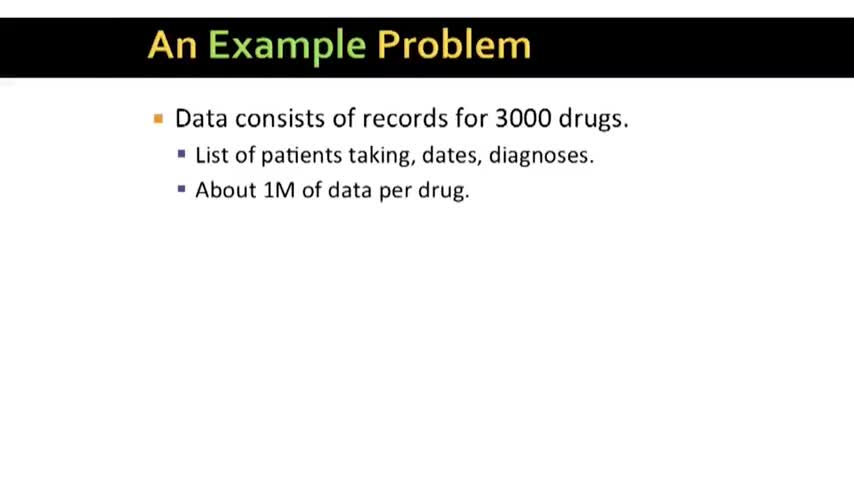 An Example Problem
Data consists of records for 3000 drugs.
List of patients taking, dates, diagnoses.
About 1M of data per drug.